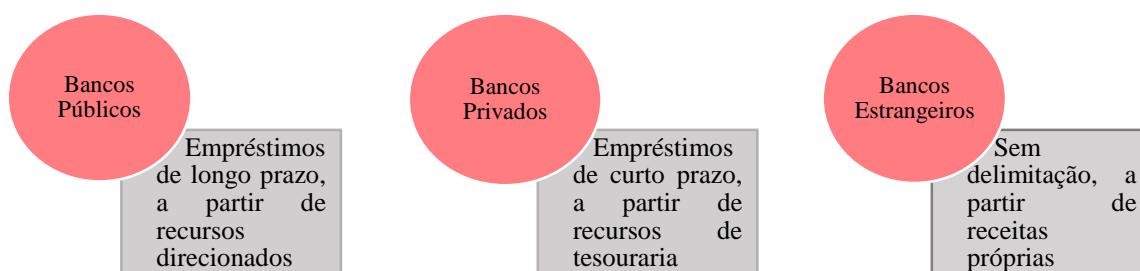 Bancos
Públicos
Empréstimos
de longo prazo,
a partir de
recursos
direcionados
Bancos
Privados
Empréstimos
de curto prazo,
a partir de
recursos de
tesouraria
Bancos
Estrangeiros
Sem
delimitação, a
partir de
receitas
próprias